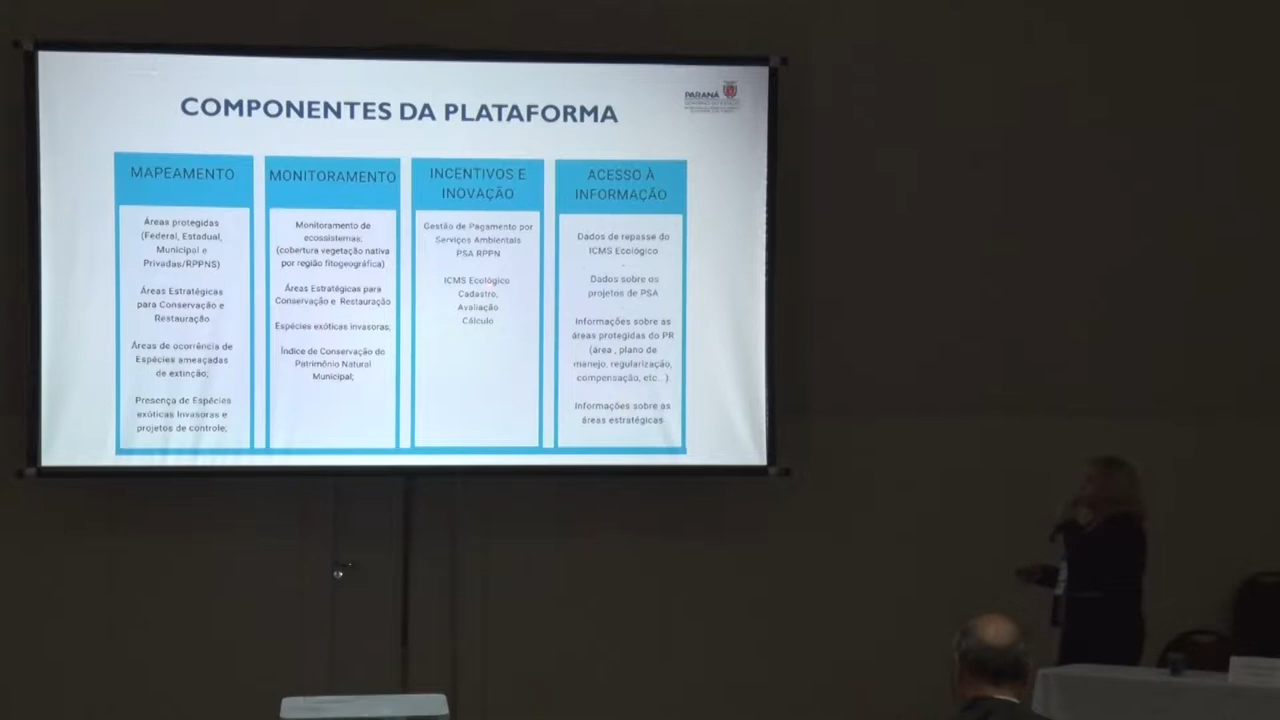 COMPONENTES DA PLATAFORMA
PARANÁ
MAPEAMENTO
Áreas protegidas
(Federal, Estadual,
Municipal e
Privadas/RPPNS)
Áreas Estratégicas
para Conservação e
Restauração
Áreas de ocorrência de
Espécies ameaçadas
de extinção;
Presença de Espécies
exóticas Invasoras e
projetos de controle;
MONITORAMENTO
Monitoramento de
ecossistemas;
(cobertura vegetação nativa
por região fitogeográfica)
Áreas Estratégicas para
Conservação e Restauração
Espécies exóticas invasoras;
Índice de Conservação do
Patrimônio Natural
Municipal;
INCENTIVOS E
INOVAÇÃO
Gestão de Pagamento por
Serviços Ambientais
PSA RPPN
ICMS Ecológico
Cadastro,
Avaliação
Cálculo
ACESSO À
INFORMAÇÃO
Dados de repasse do
ICMS Ecológico
Dados sobre os
projetos de PSA
Informações sobre as
áreas protegidas do PR
(área , plano de
manejo, regularização,
compensação, etc...)
Informações sobre as
áreas estratégicas